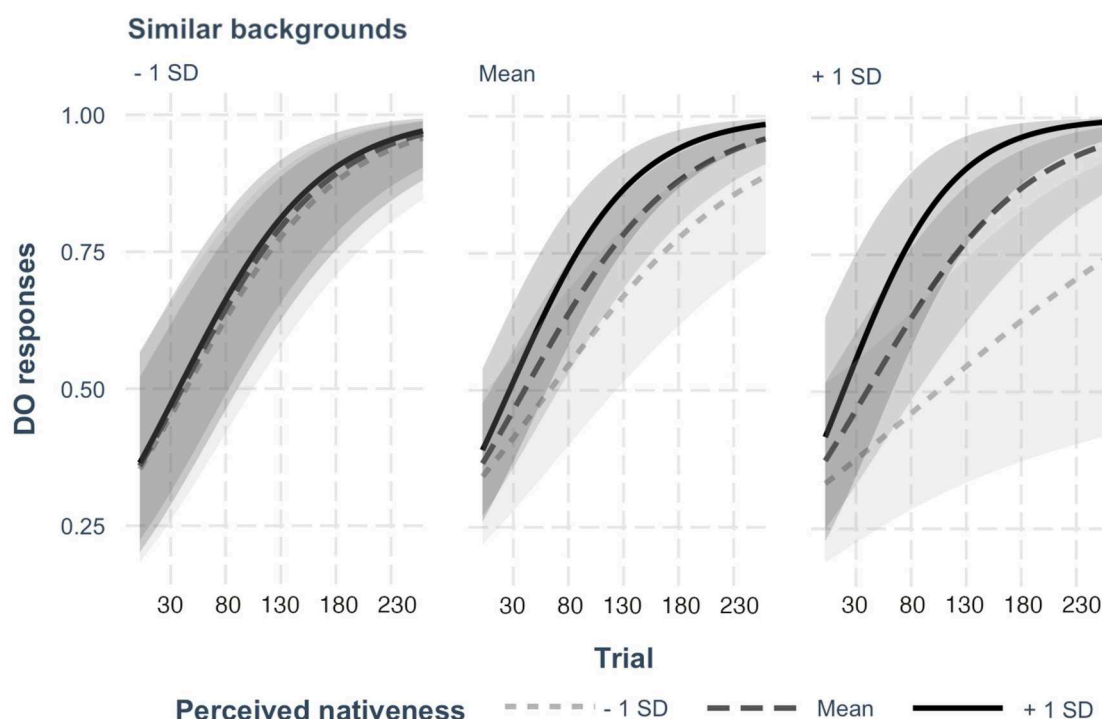 Similar backgrounds
- 1 SD Mean + 1 SD
1.00
0.75
0.50
0.25
DO responses
30 80 130 180 230 30 80 130 180 230 30 80 130 180 230
Trial
Perceived nativeness - 1 SD Mean + 1 SD